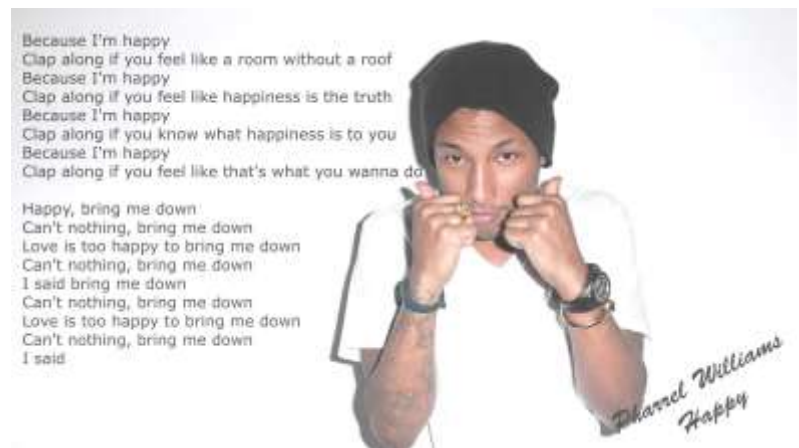 Because I'm happy
Clap along if you feel like a room without a roof
Because I'm happy
Clap along if you feel like happiness is the truth
Because I'm happy
Clap along if you know what happiness is to you
Because I'm happy
Clap along if you feel like that's what you wanna do
Happy, bring me down
Can't nothing, bring me down
Love is too happy to bring me down
Can't nothing, bring me down
I said bring me down
Can't nothing, bring me down
Love is too happy to bring me down
Can't nothing, bring me down
I said
Pharrel Williams
Happy